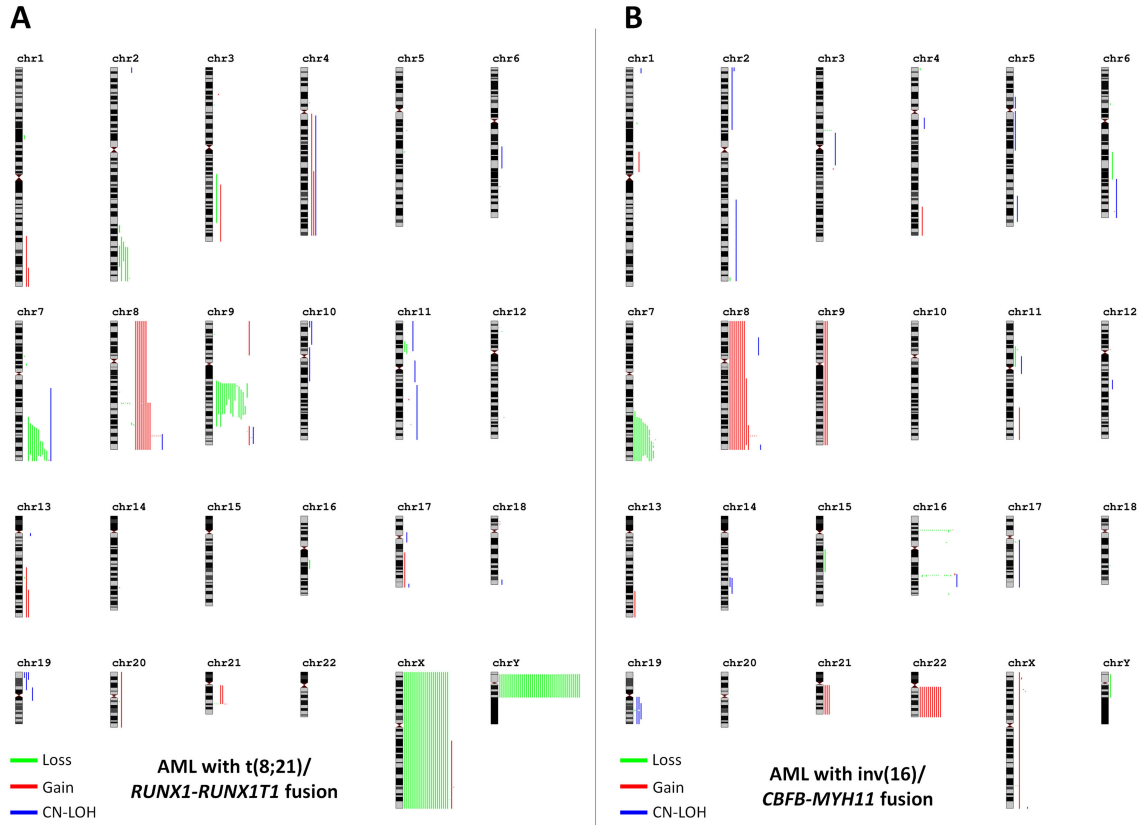 A
chr1 chr2 chr3 chr4 chr5 chr6
chr7 chr8 chr9 chr10 chr11 chr12
chr13 chr14 chr15 chr16 chr17 chr18
chr19 chr20 chr21 chr22 chrX chrY
Loss
Gain
CN-LOH
AML with t(8;21)/
RUNX1-RUNX1T1 fusion
B
chr1 chr2 chr3 chr4 chr5 chr6
chr7 chr8 chr9 chr10 chr11 chr12
chr13 chr14 chr15 chr16 chr17 chr18
chr19 chr20 chr21 chr22 chrX chrY
Loss
Gain
CN-LOH
AML with inv(16)/
CBFB-MYH11 fusion